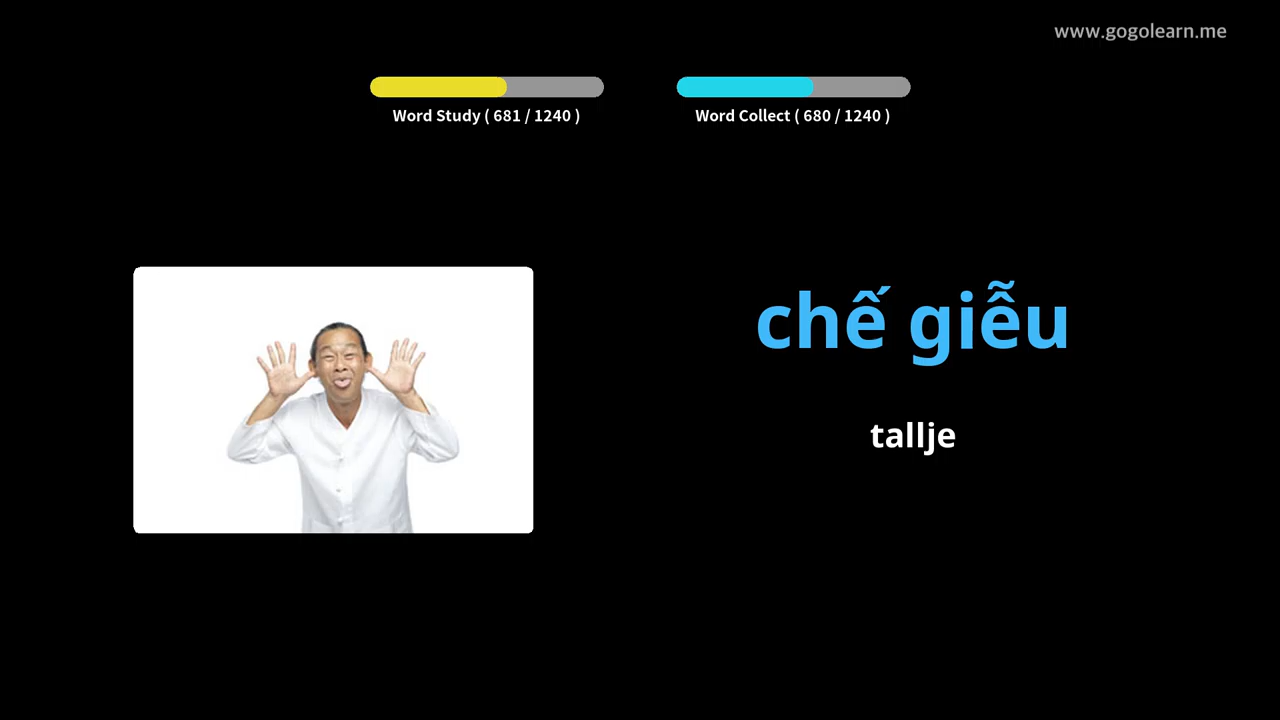 www.gogolearn.me
Word Study ( 681 / 1240 )
Word Collect ( 680 / 1240 )
chế giễu
tallje